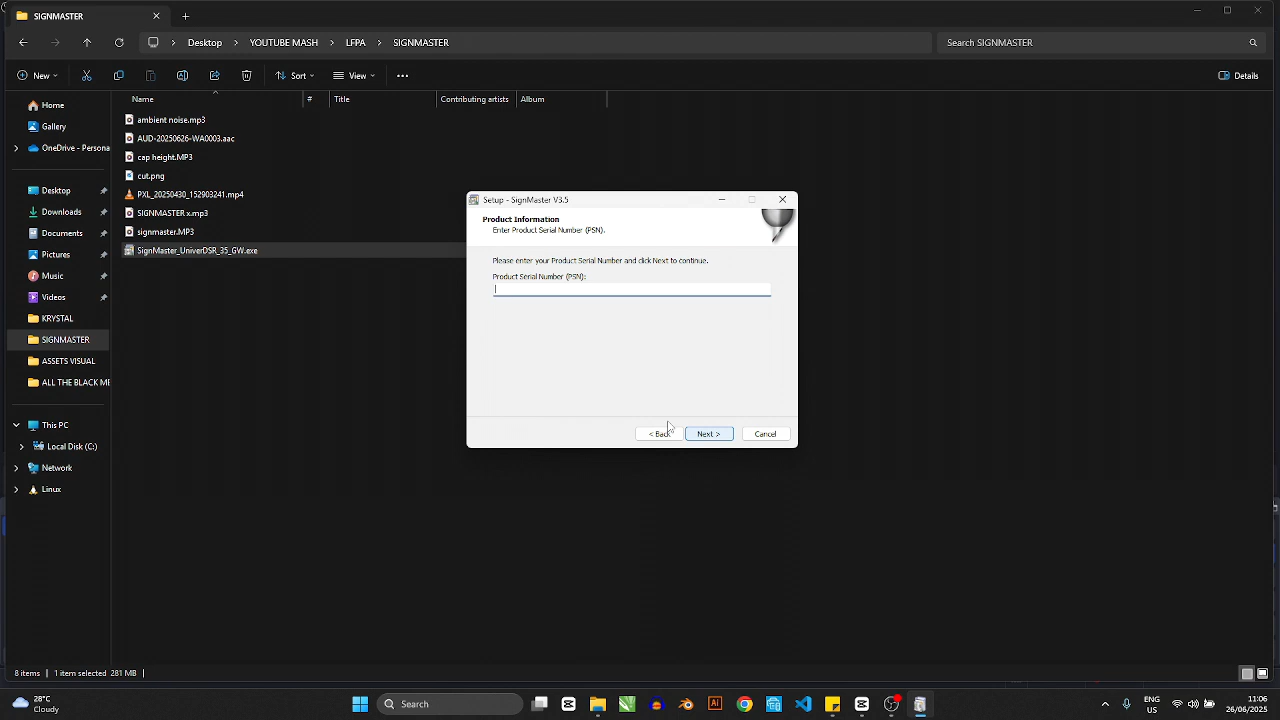 SIGNMASTER
Desktop > YOUTUBE MASH > LFPA > SIGNMASTER
Search SIGNMASTER
New
Sort
View
Details
Name
#
Title
Contributing artists
Album
Home
Gallery
OneDrive - Persona
Desktop
Downloads
Documents
Pictures
Music
Videos
KRYSTAL
SIGNMASTER
ASSETS VISUAL
ALL THE BLACK ME
This PC
Local Disk (C:)
Network
Linux
ambient noise.mp3
AUD-20250626-WA0003.aac
cap height.MP3
cut.png
PXL_20250430_152903241.mp4
SIGNMASTER x.mp3
signmaster.MP3
SignMaster_UniverDSR_35_GW.exe
Setup - SignMaster V3.5
Product Information
Enter Product Serial Number (PSN).
Please enter your Product Serial Number and click Next to continue.
Product Serial Number (PSN):
< Back
Next >
Cancel
8 items
1 item selected 281 MB
28°C
Cloudy
Search
Ai
ENG
US
11:05
26/06/2025